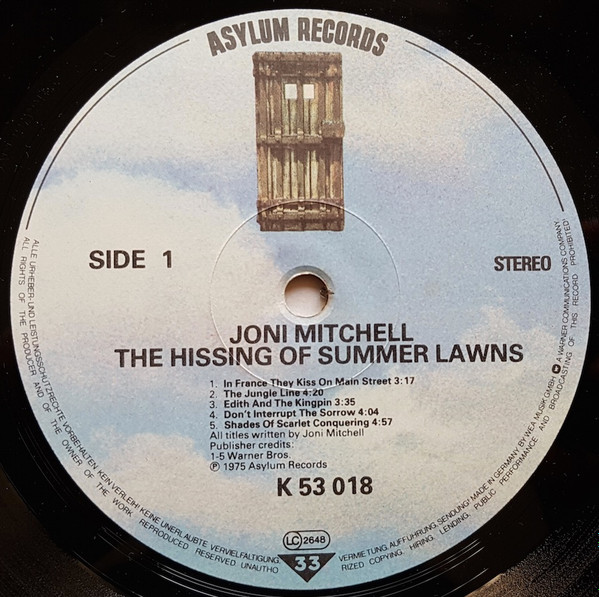 ASYLUM RECORDS
SIDE 1
STEREO
JONI MITCHELL
THE HISSING OF SUMMER LAWNS
1. In France They Kiss On Main Street 3:17
2. The Jungle Line 4:20
3. Edith And The Kingpin 3:35
4. Don't Interrupt The Sorrow 4:04
5. Shades Of Scarlet Conquering 4:57
All titles written by Joni Mitchell
Publisher credits:
1-5 Warner Bros.
Ⓟ 1975 Asylum Records
K 53 018
LC 2648
33
ALLE URHEBER- UND LEISTUNGSSCHUTZRECHTE VORBEHALTEN. KEIN VERLEIH! KEINE UNERLAUBTE VERVIELFÄLTIGUNG, VERMIETUNG, AUFFÜHRUNG, SENDUNG! MADE IN GERMANY BY WEA MUSIK GMBH A WARNER COMMUNICATIONS COMPANY.
ALL RIGHTS OF THE PRODUCER AND OF THE OWNER OF THE WORK REPRODUCED RESERVED. UNAUTHORIZED COPYING, HIRING, LENDING, PUBLIC PERFORMANCE AND BROADCASTING OF THIS RECORD PROHIBITED!